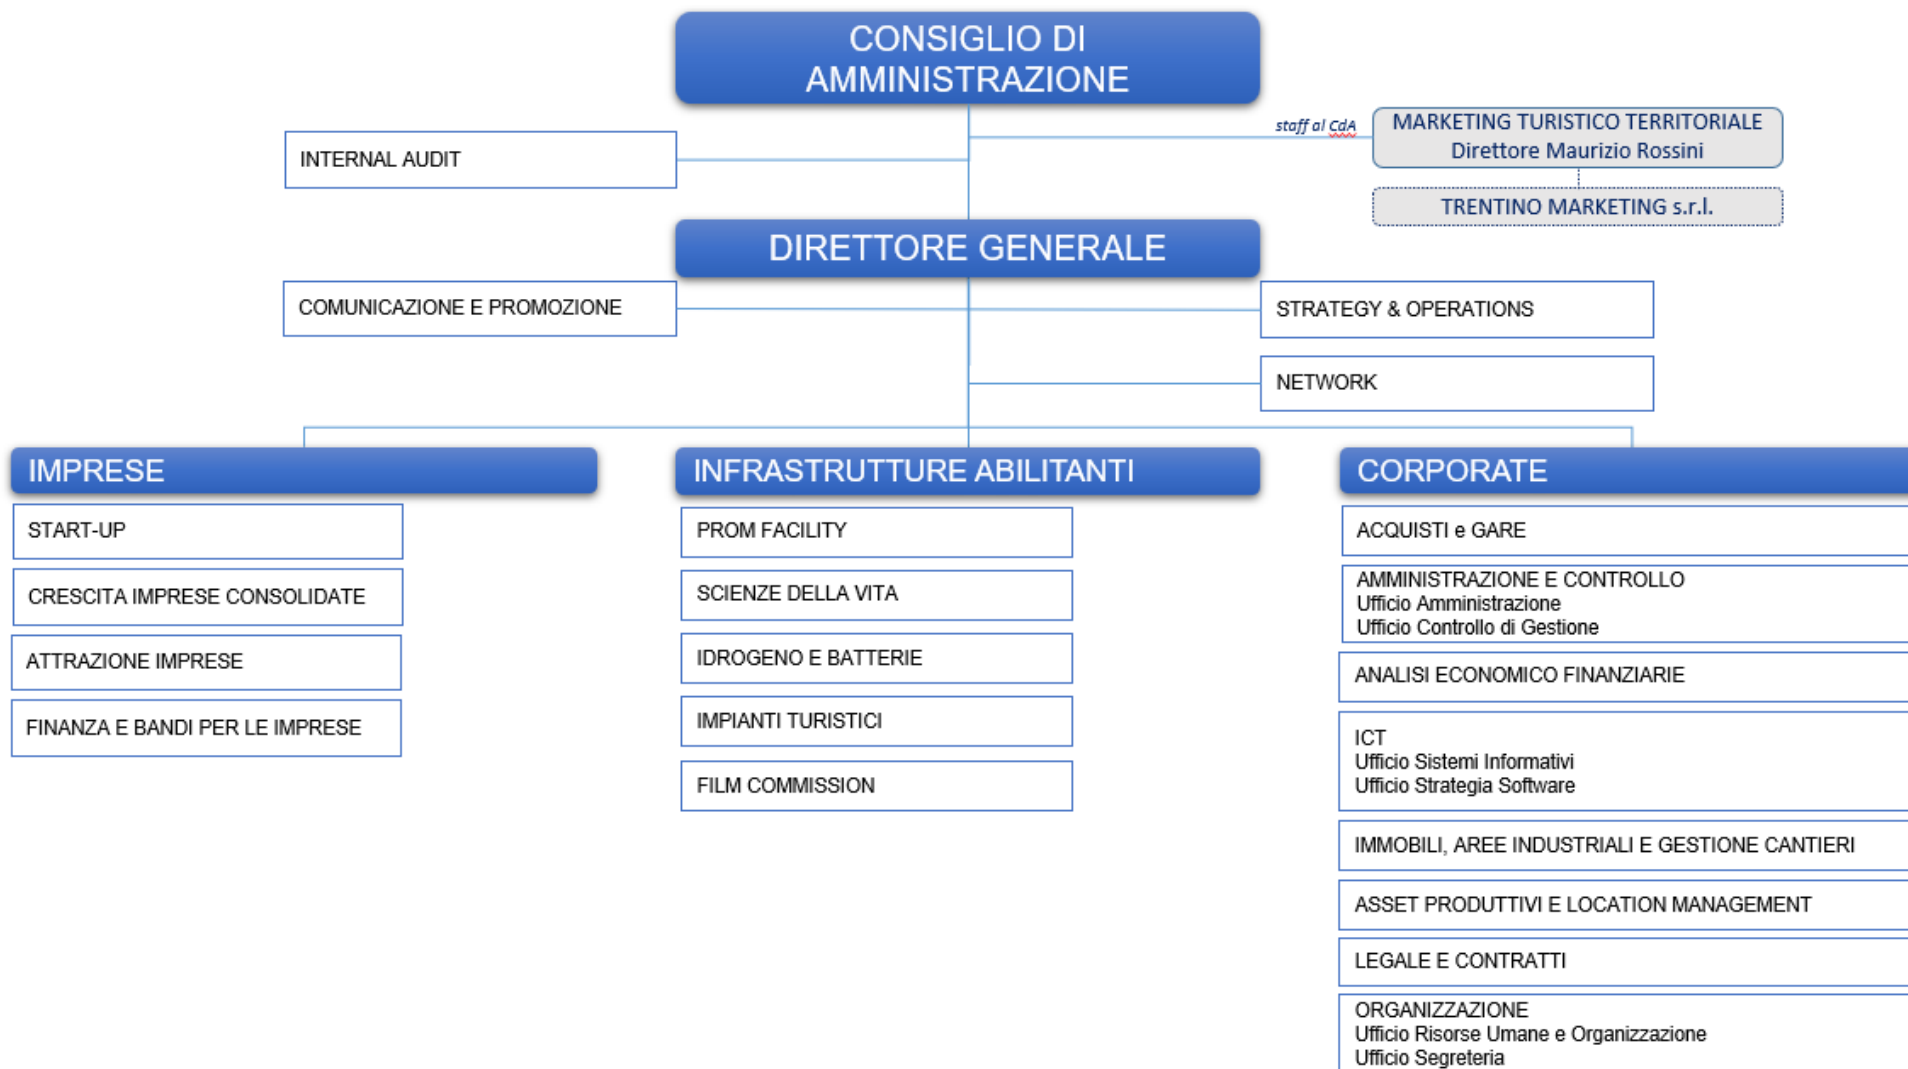 CONSIGLIO DI
AMMINISTRAZIONE
staff al CdA
MARKETING TURISTICO TERRITORIALE
Direttore Maurizio Rossini
INTERNAL AUDIT
TRENTINO MARKETING s.r.l.
DIRETTORE GENERALE
COMUNICAZIONE E PROMOZIONE
STRATEGY & OPERATIONS
NETWORK
IMPRESE
START-UP
CRESCITA IMPRESE CONSOLIDATE
ATTRAZIONE IMPRESE
FINANZA E BANDI PER LE IMPRESE
INFRASTRUTTURE ABILITANTI
PROM FACILITY
SCIENZE DELLA VITA
IDROGENO E BATTERIE
IMPIANTI TURISTICI
FILM COMMISSION
CORPORATE
ACQUISTI e GARE
AMMINISTRAZIONE E CONTROLLO
Ufficio Amministrazione
Ufficio Controllo di Gestione
ANALISI ECONOMICO FINANZIARIE
ICT
Ufficio Sistemi Informativi
Ufficio Strategia Software
IMMOBILI, AREE INDUSTRIALI E GESTIONE CANTIERI
ASSET PRODUTTIVI E LOCATION MANAGEMENT
LEGALE E CONTRATTI
ORGANIZZAZIONE
Ufficio Risorse Umane e Organizzazione
Ufficio Segreteria